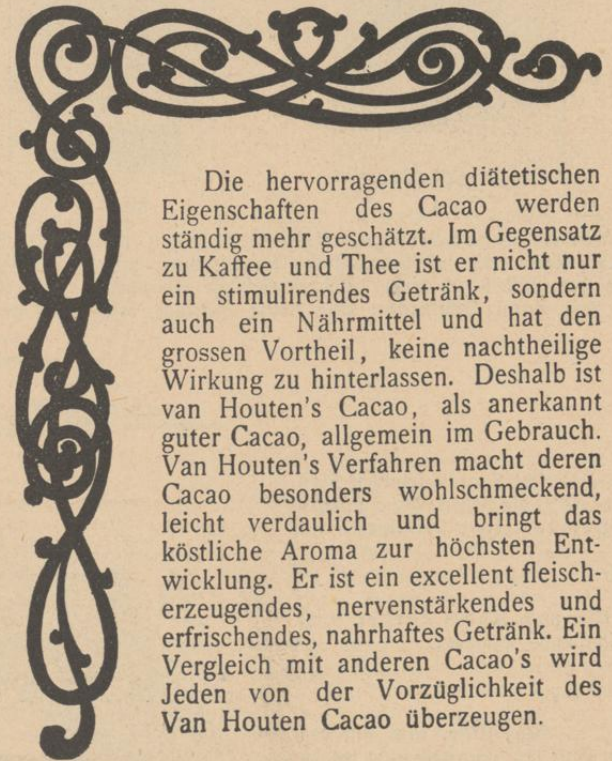 Die hervorragenden diätetischen
Eigenschaften des Cacao werden
ständig mehr geschätzt. Im Gegensatz
zu Kaffee und Thee ist er nicht nur
ein stimulirendes Getränk, sondern
auch ein Nährmittel und hat den
grossen Vortheil, keine nachtheilige
Wirkung zu hinterlassen. Deshalb ist
van Houten's Cacao, als anerkannt
guter Cacao, allgemein im Gebrauch.
Van Houten's Verfahren macht deren
Cacao besonders wohlschmeckend,
leicht verdaulich und bringt das
köstliche Aroma zur höchsten Ent-
wicklung. Er ist ein excellent fleisch-
erzeugendes, nervenstärkendes und
erfrischendes, nahrhaftes Getränk. Ein
Vergleich mit anderen Cacao's wird
Jeden von der Vorzüglichkeit des
Van Houten Cacao überzeugen.